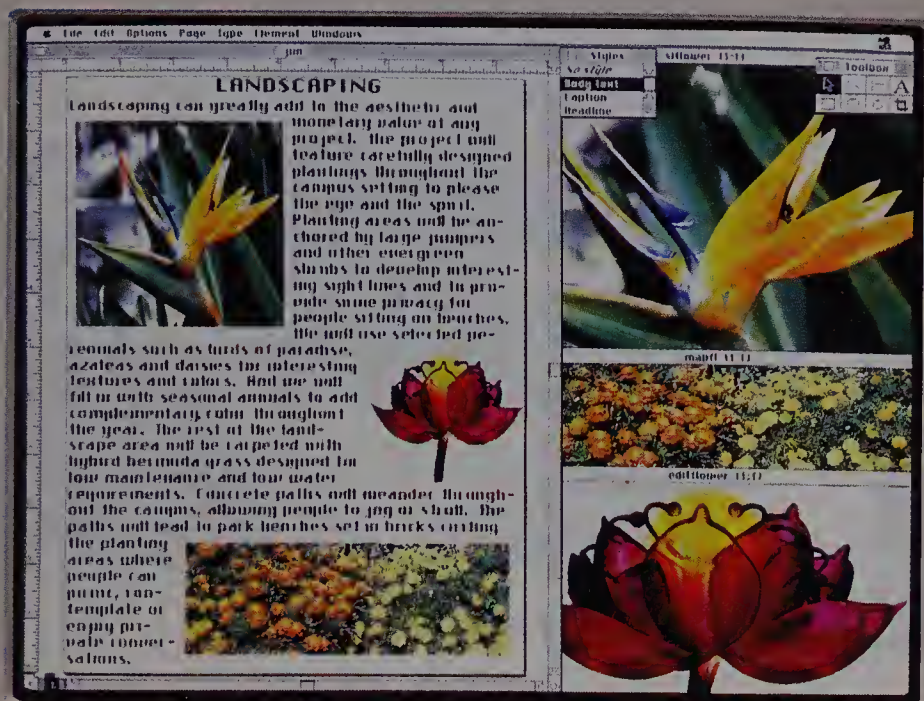 File Edit Options Page Type Element Windows
jim
LANDSCAPING
Landscaping can greatly add to the aesthetic and
monetary value of any
project. The project will
feature carefully designed
plantings throughout the
campus setting to please
the eye and the spirit.
Planting areas will be an-
chored by large junipers
and other evergreen
shrubs to develop interest-
ing sight lines and to pro-
vide some privacy for
people sitting on benches.
We will use selected pe-
rennials such as birds of paradise,
azaleas and daisies for interesting
textures and colors. And we will
fill in with seasonal annuals to add
complementary color throughout
the year. The rest of the land-
scape area will be carpeted with
hybird bermuda grass designed for
low maintenance and low water
requirements. Concrete paths will meander through-
out the campus, allowing people to jog or stroll. The
paths will lead to park benches set in bricks circling
the planting
areas where
people can
picnic, con-
template or
enjoy pri-
vate conver-
sations.
Styles
No style
Body text
Caption
Headline
Toolbox
A